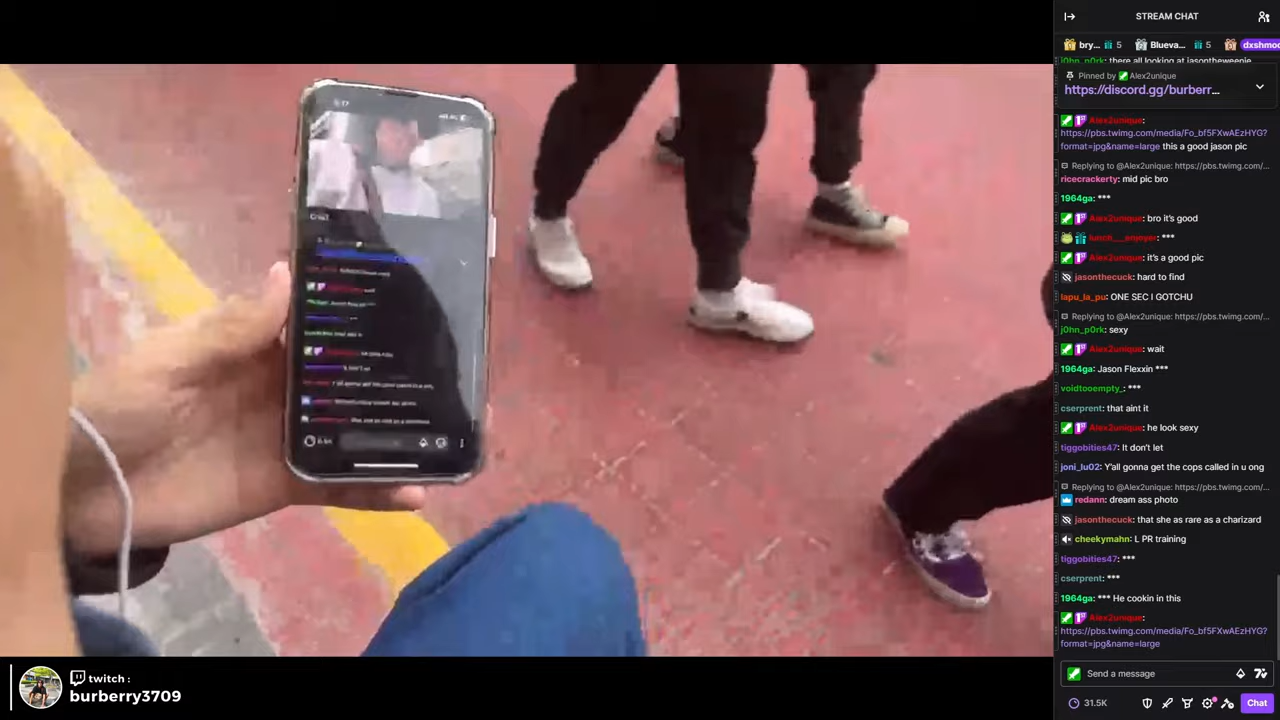 STREAM CHAT
bry... 5 Blueva... 5 dxshmoo
j0hn_p0rk: there all looking at jasontheweenie
Pinned by Alex2unique
https://discord.gg/burberr...
Alex2unique:
https://pbs.twimg.com/media/Fo_bf5FXwAEzHYG?
format=jpg&name=large this a good jason pic
Replying to @Alex2unique: https://pbs.twimg.com/...
ricecrackerty: mid pic bro
1964ga: ***
Alex2unique: bro it's good
lunch__enjoyer: ***
Alex2unique: it's a good pic
jasonthecuck: hard to find
lapu_la_pu: ONE SEC I GOTCHU
Replying to @Alex2unique: https://pbs.twimg.com/...
j0hn_p0rk: sexy
Alex2unique: wait
1964ga: Jason Flexxin ***
voidtooempty_: ***
cserprent: that aint it
Alex2unique: he look sexy
tiggobities47: It don't let
joni_lu02: Y'all gonna get the cops called in u ong
Replying to @Alex2unique: https://pbs.twimg.com/...
redann: dream ass photo
jasonthecuck: that she as rare as a charizard
cheekymahn: L PR training
tiggobities47: ***
cserprent: ***
1964ga: *** He cookin in this
Alex2unique:
https://pbs.twimg.com/media/Fo_bf5FXwAEzHYG?
format=jpg&name=large
Send a message
31.5K Chat
twitch :
burberry3709